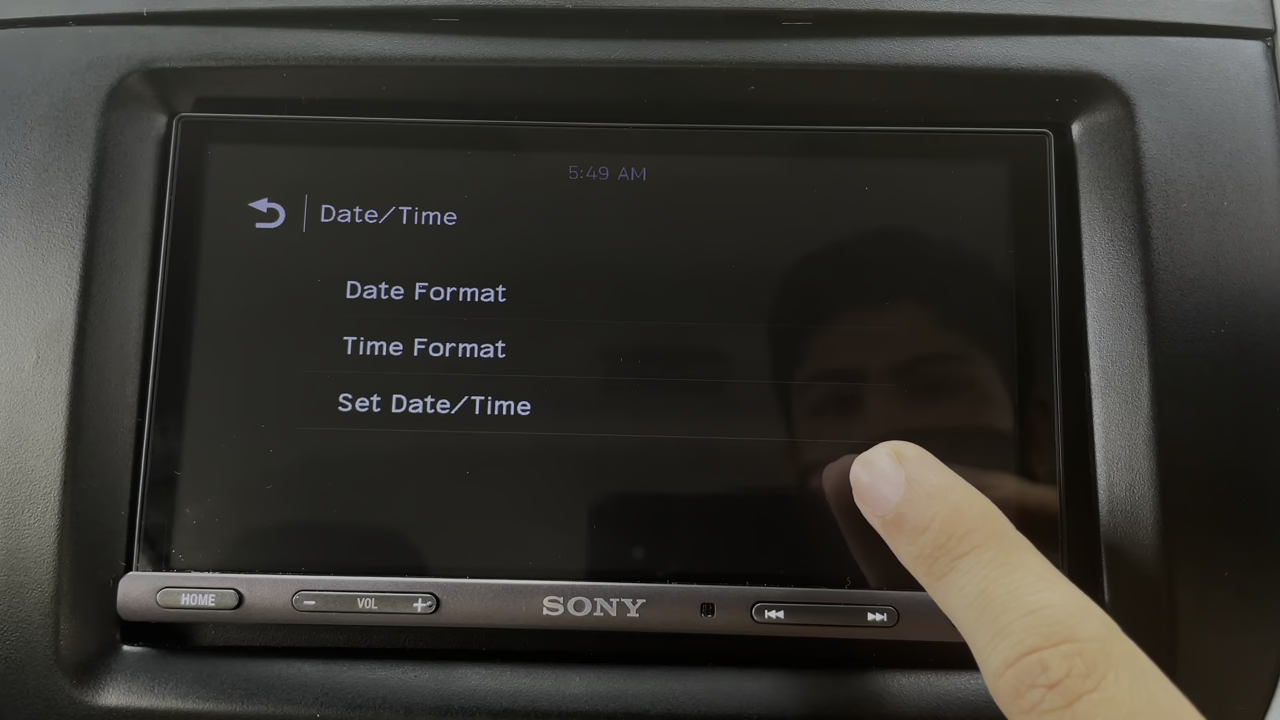 5:49 AM
Date/Time
Date Format
Time Format
Set Date/Time
HOME
- VOL +
SONY